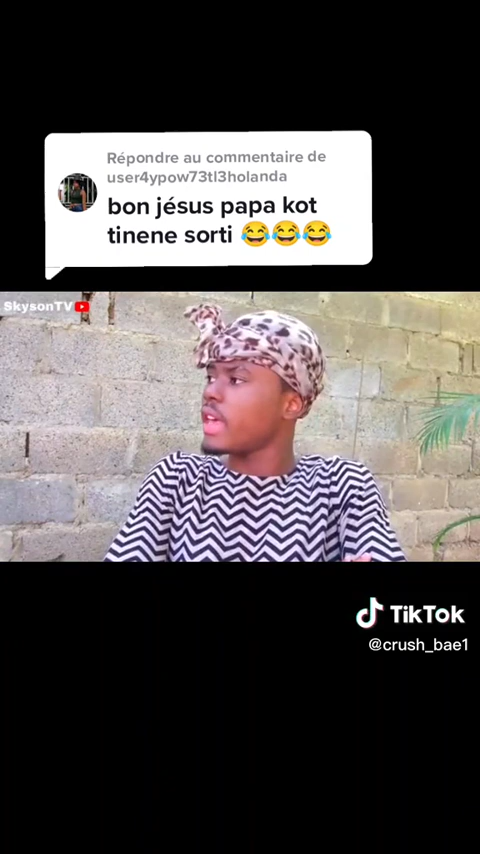 Répondre au commentaire de
user4ypow73tl3holanda
bon jésus papa kot
tinene sorti 😂😂😂
SkysonTV
TikTok
@crush_bae1